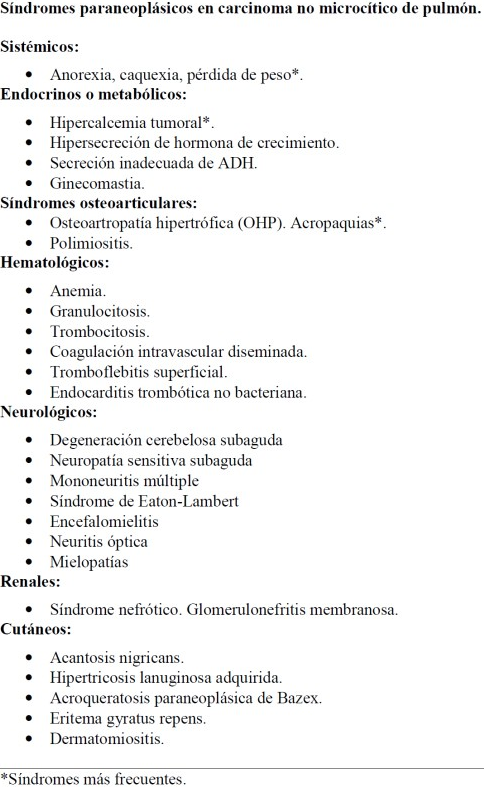 Síndromes paraneoplásicos en carcinoma no microcítico de pulmón.
Sistémicos:
• Anorexia, caquexia, pérdida de peso*.
Endocrinos o metabólicos:
• Hipercalcemia tumoral*.
• Hipersecreción de hormona de crecimiento.
• Secreción inadecuada de ADH.
• Ginecomastia.
Síndromes osteoarticulares:
• Osteoartropatía hipertrófica (OHP). Acropaquias*.
• Polimiositis.
Hematológicos:
• Anemia.
• Granulocitosis.
• Trombocitosis.
• Coagulación intravascular diseminada.
• Tromboflebitis superficial.
• Endocarditis trombótica no bacteriana.
Neurológicos:
• Degeneración cerebelosa subaguda
• Neuropatía sensitiva subaguda
• Mononeuritis múltiple
• Síndrome de Eaton-Lambert
• Encefalomielitis
• Neuritis óptica
• Mielopatías
Renales:
• Síndrome nefrótico. Glomerulonefritis membranosa.
Cutáneos:
• Acantosis nigricans.
• Hipertricosis lanuginosa adquirida.
• Acroqueratosis paraneoplásica de Bazex.
• Eritema gyratus repens.
• Dermatomiositis.
*Síndromes más frecuentes.